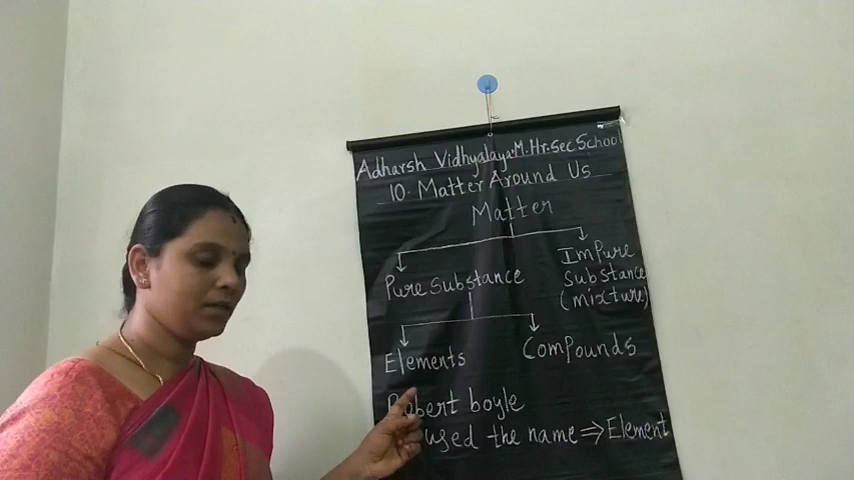 Adharsh Vidhyalaya M.Hr.Sec School
10. Matter Around Us
Matter
Pure Substance
Impure
Substance
(mixture)
Elements
Compounds
Robert boyle
used the name ⇒ Element